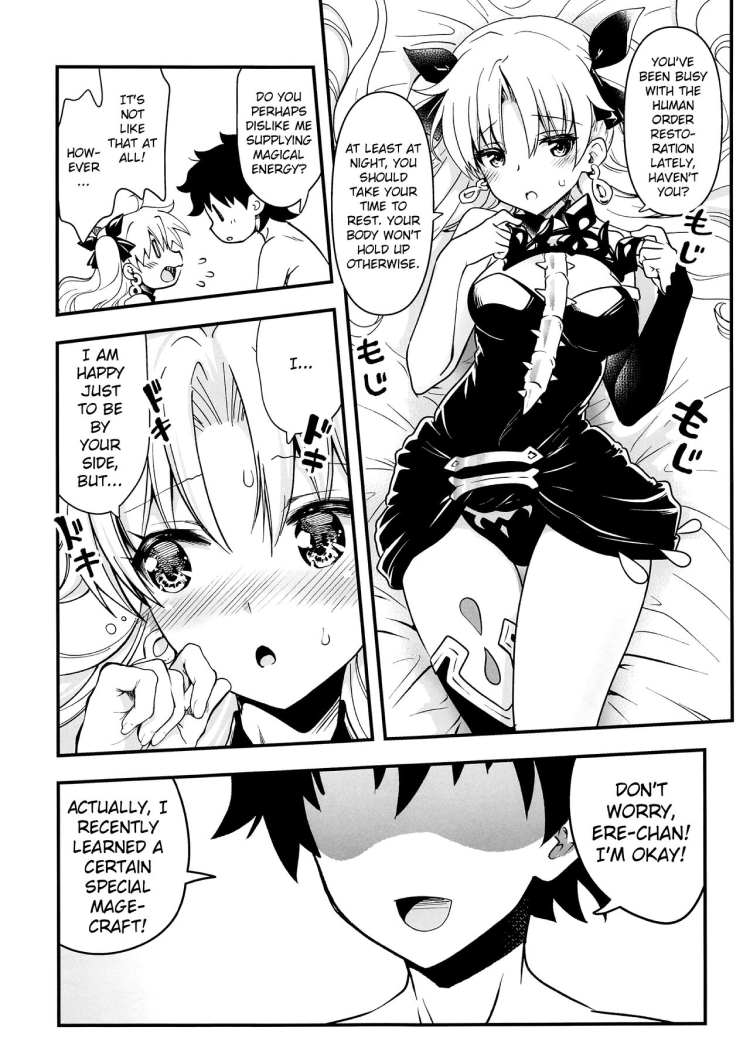 YOU'VE
BEEN BUSY
WITH THE
HUMAN
ORDER
RESTO-
RATION
LATELY,
HAVEN'T
YOU?
AT LEAST AT
NIGHT, YOU
SHOULD
TAKE YOUR
TIME TO
REST. YOUR
BODY WON'T
HOLD UP
OTHERWISE.
もじ
もじ
もじ
DO YOU
PERHAPS
DISLIKE ME
SUPPLYING
MAGICAL
ENERGY?
IT'S
NOT
LIKE
THAT AT
ALL!
HOW-
EVER
...
I...
I AM
HAPPY
JUST
TO BE
BY
YOUR
SIDE,
BUT...
ドキ
ドキ
ドキ
DON'T
WORRY,
ERE-CHAN!
I'M OKAY!
ACTUALLY, I
RECENTLY
LEARNED A
CERTAIN
SPECIAL
MAGE-
CRAFT!